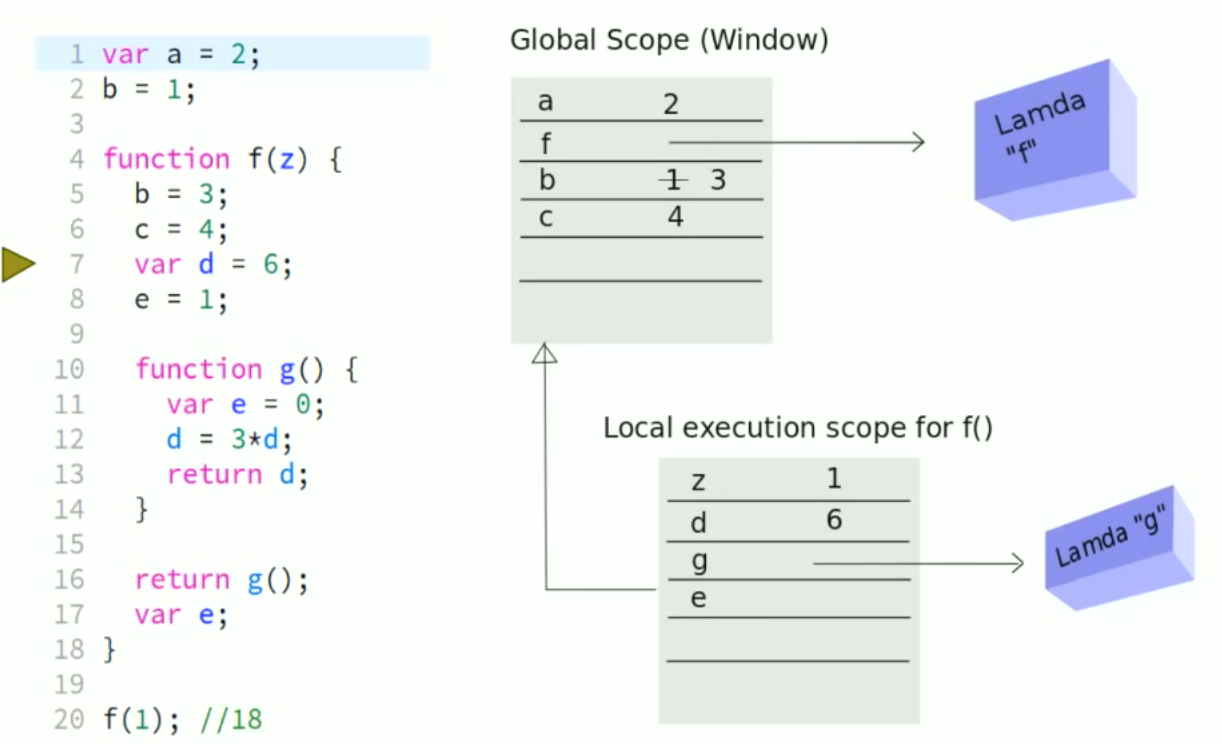 1 var a = 2;
2 b = 1;
3
4 function f(z) {
5 b = 3;
6 c = 4;
7 var d = 6;
8 e = 1;
9
10 function g() {
11 var e = 0;
12 d = 3*d;
13 return d;
14 }
15
16 return g();
17 var e;
18 }
19
20 f(1); //18
Global Scope (Window)
a 2
f
b 1 3
c 4
Lamda
"f"
Local execution scope for f()
z 1
d 6
g
e
Lamda "g"